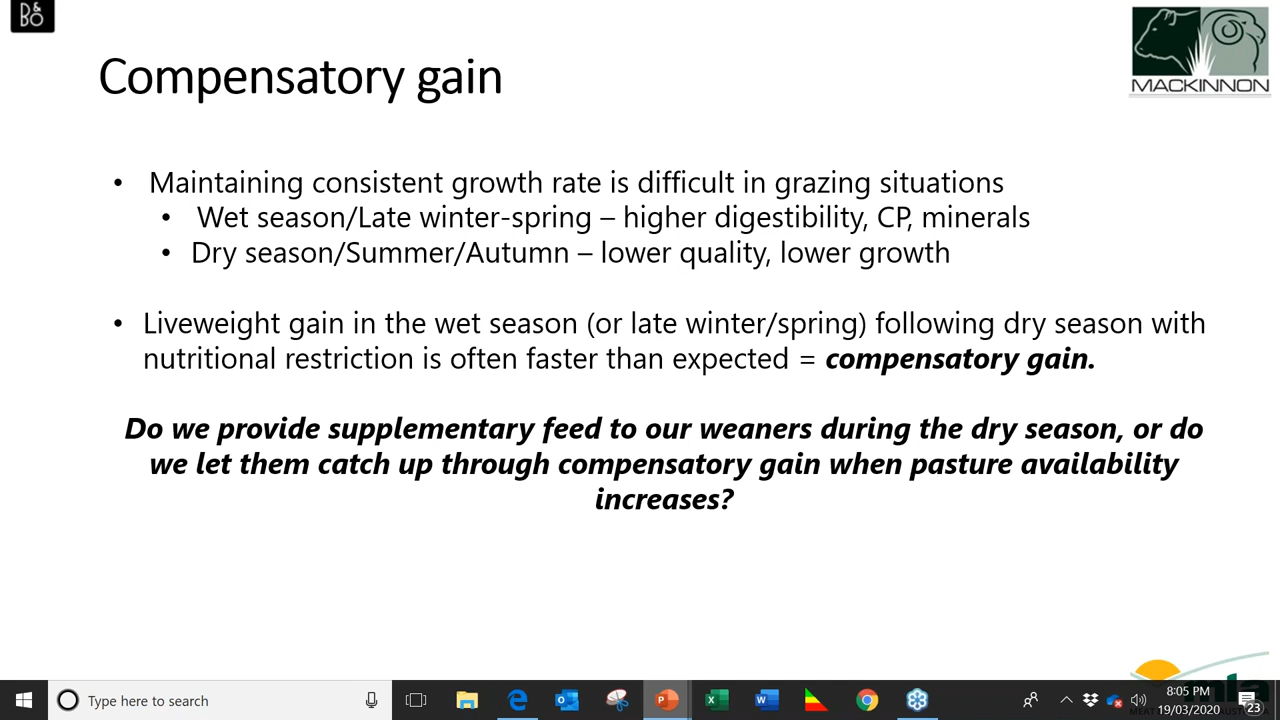 B&O
Compensatory gain
MACKINNON
• Maintaining consistent growth rate is difficult in grazing situations
• Wet season/Late winter-spring – higher digestibility, CP, minerals
• Dry season/Summer/Autumn – lower quality, lower growth
• Liveweight gain in the wet season (or late winter/spring) following dry season with
nutritional restriction is often faster than expected = compensatory gain.
Do we provide supplementary feed to our weaners during the dry season, or do
we let them catch up through compensatory gain when pasture availability
increases?
mla
Type here to search
8:05 PM
19/03/2020
23